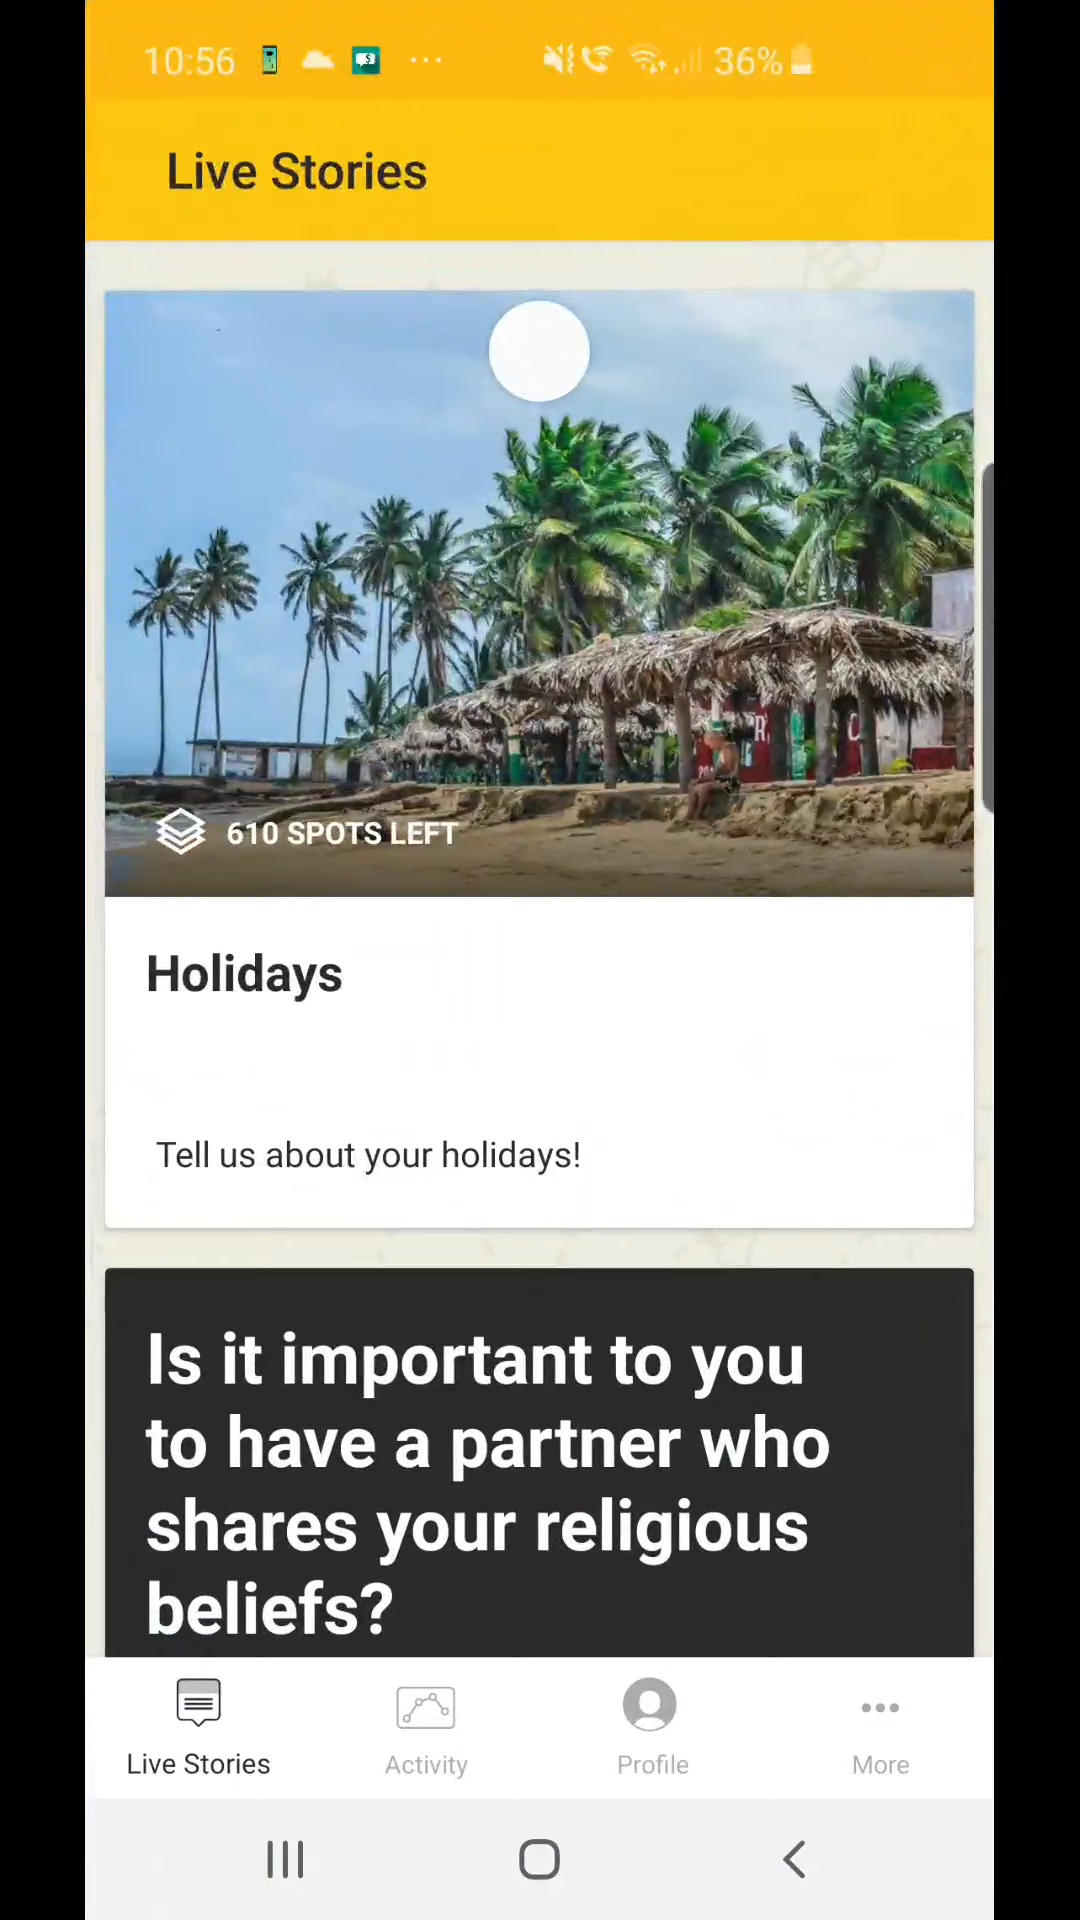 10:56
36%
Live Stories
610 SPOTS LEFT
Holidays
Tell us about your holidays!
Is it important to you
to have a partner who
shares your religious
beliefs?
Live Stories
Activity
Profile
More